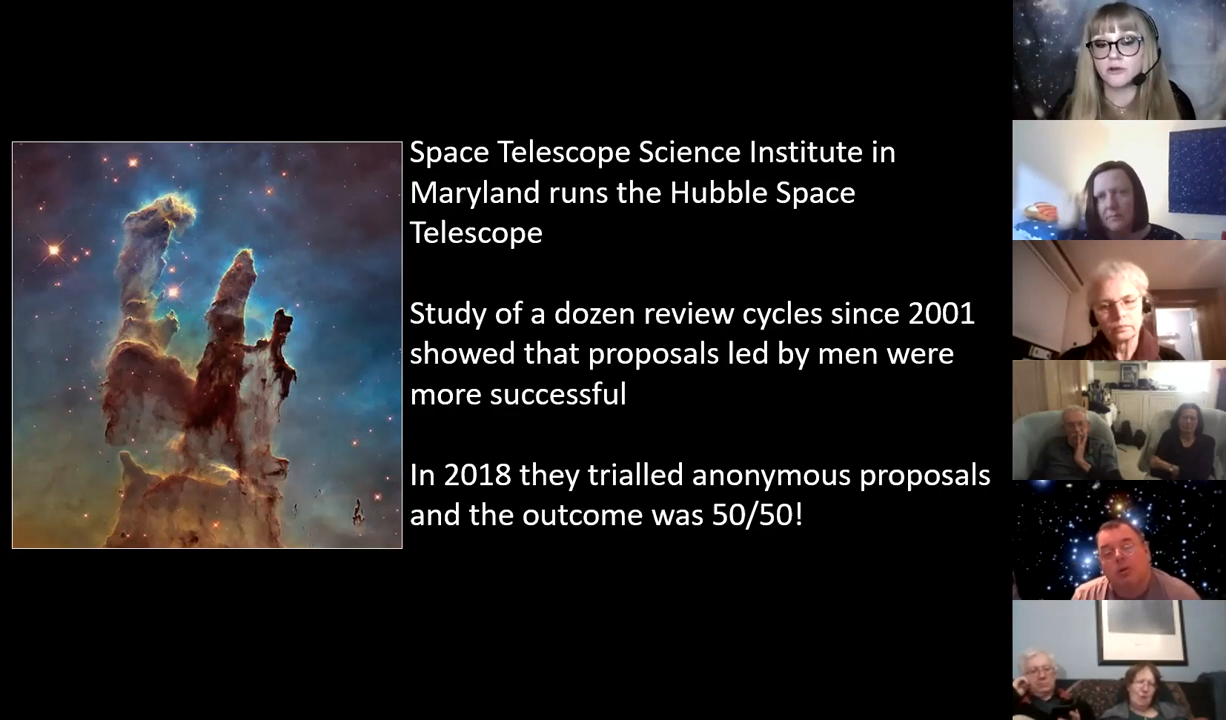 Space Telescope Science Institute in
Maryland runs the Hubble Space
Telescope
Study of a dozen review cycles since 2001
showed that proposals led by men were
more successful
In 2018 they trialled anonymous proposals
and the outcome was 50/50!